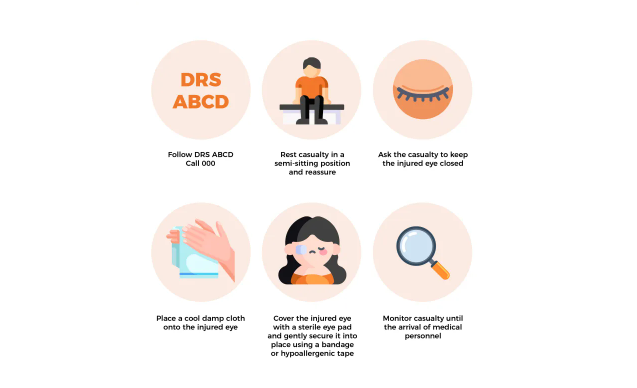 DRS
ABCD
Follow DRS ABCD
Call 000
Rest casualty in a
semi-sitting position
and reassure
Ask the casualty to keep
the injured eye closed
Place a cool damp cloth
onto the injured eye
Cover the injured eye
with a sterile eye pad
and gently secure it into
place using a bandage
or hypoallergenic tape
Monitor casualty until
the arrival of medical
personnel